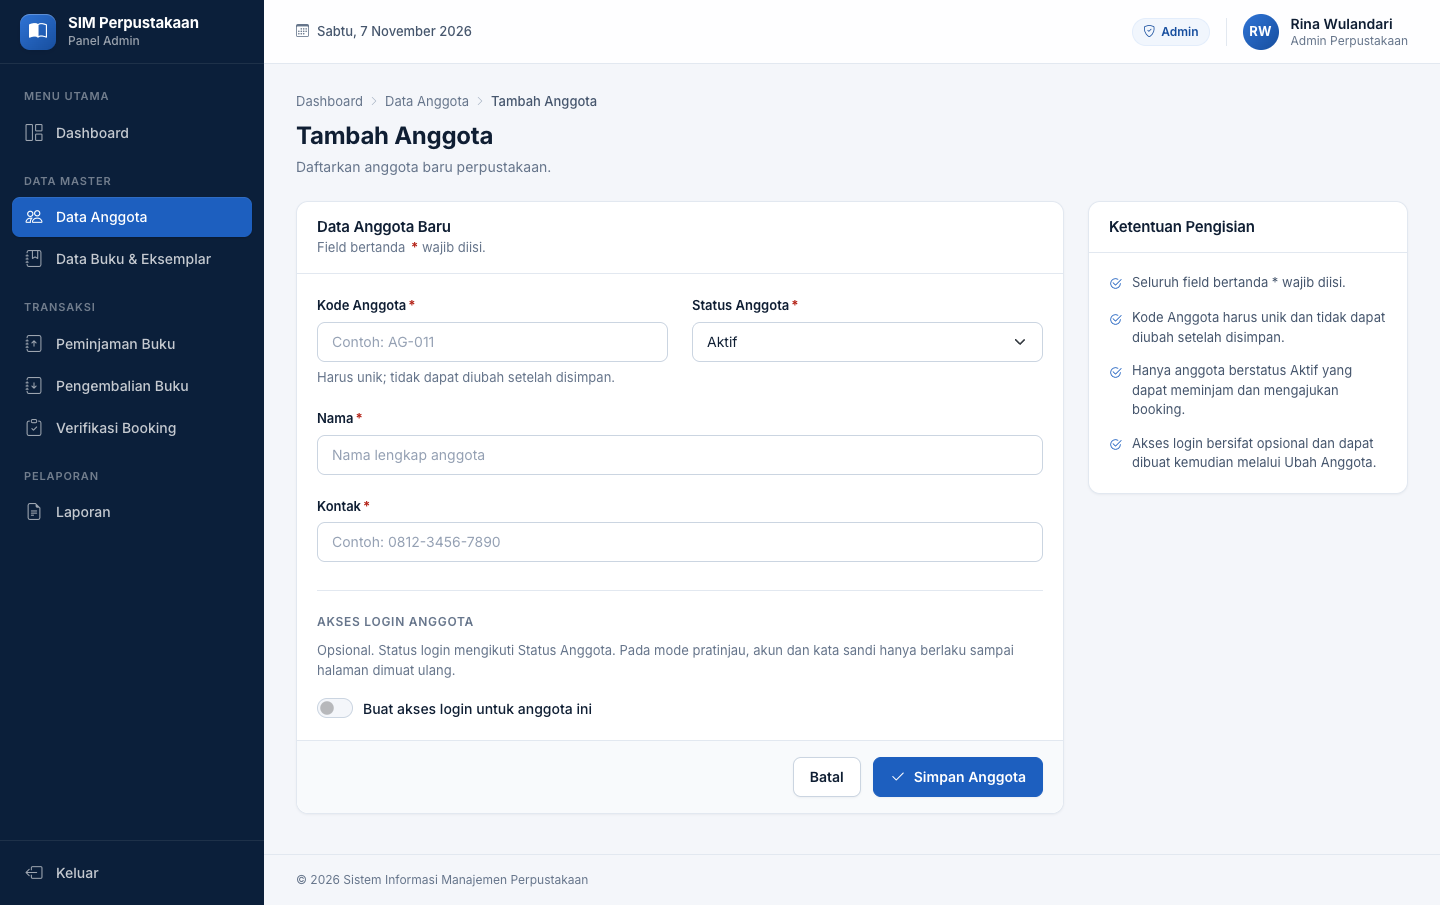 SIM Perpustakaan
Panel Admin
MENU UTAMA
Dashboard
DATA MASTER
Data Anggota
Data Buku & Eksemplar
TRANSAKSI
Peminjaman Buku
Pengembalian Buku
Verifikasi Booking
PELAPORAN
Laporan
Keluar
Sabtu, 7 November 2026
Admin
RW
Rina Wulandari
Admin Perpustakaan
Dashboard > Data Anggota > Tambah Anggota
Tambah Anggota
Daftarkan anggota baru perpustakaan.
Data Anggota Baru
Field bertanda * wajib diisi.
Kode Anggota *
Contoh: AG-011
Harus unik; tidak dapat diubah setelah disimpan.
Status Anggota *
Aktif
Nama *
Nama lengkap anggota
Kontak *
Contoh: 0812-3456-7890
AKSES LOGIN ANGGOTA
Opsional. Status login mengikuti Status Anggota. Pada mode pratinjau, akun dan kata sandi hanya berlaku sampai
halaman dimuat ulang.
Buat akses login untuk anggota ini
Batal
Simpan Anggota
Ketentuan Pengisian
Seluruh field bertanda * wajib diisi.
Kode Anggota harus unik dan tidak dapat
diubah setelah disimpan.
Hanya anggota berstatus Aktif yang
dapat meminjam dan mengajukan
booking.
Akses login bersifat opsional dan dapat
dibuat kemudian melalui Ubah Anggota.
© 2026 Sistem Informasi Manajemen Perpustakaan